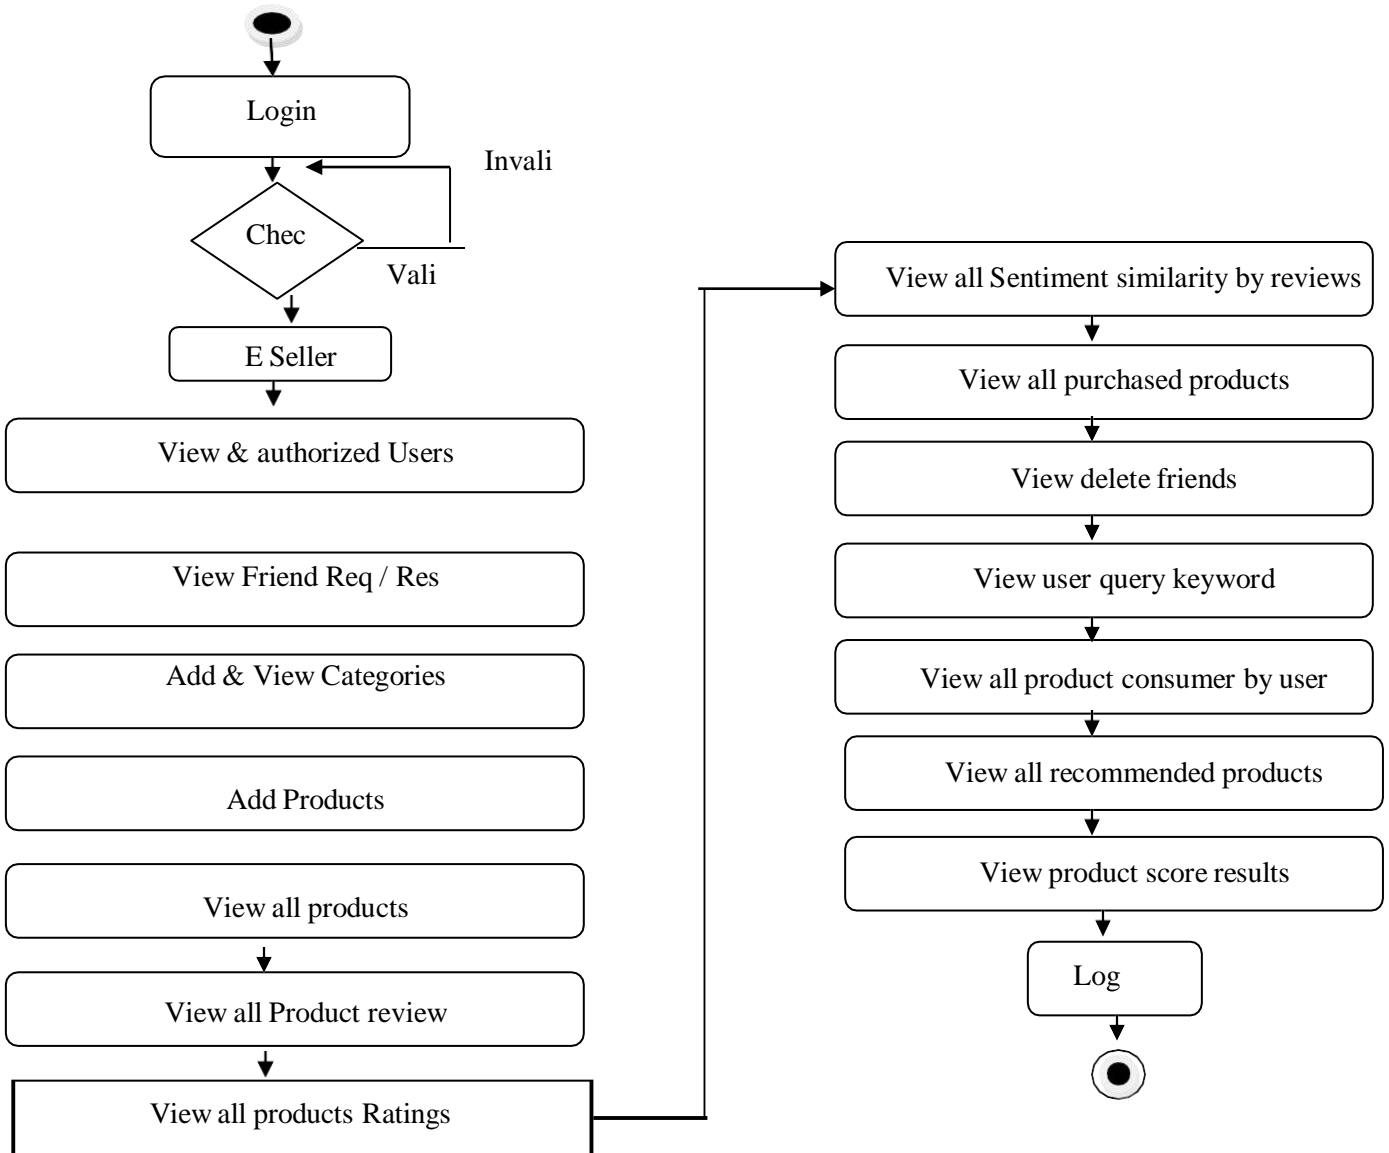 Login
Invali
Chec
Vali
E Seller
View & authorized Users
View Friend Req / Res
Add & View Categories
Add Products
View all products
View all Product review
View all products Ratings
View all Sentiment similarity by reviews
View all purchased products
View delete friends
View user query keyword
View all product consumer by user
View all recommended products
View product score results
Log